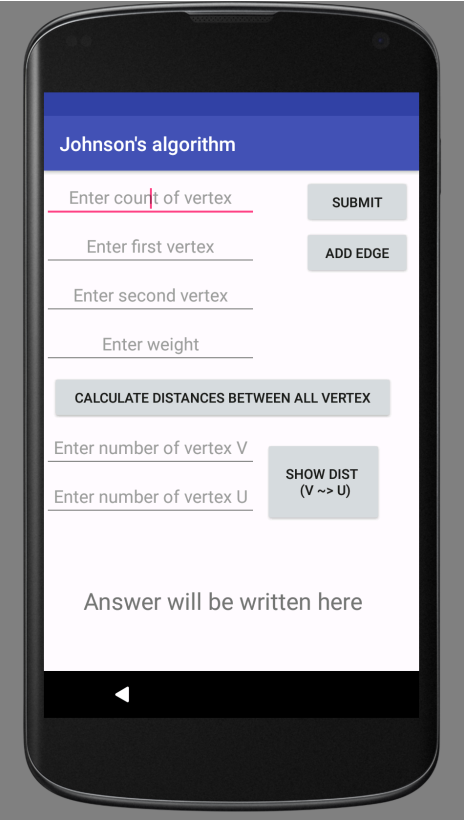 Johnson's algorithm
Enter count of vertex
SUBMIT
Enter first vertex
ADD EDGE
Enter second vertex
Enter weight
CALCULATE DISTANCES BETWEEN ALL VERTEX
Enter number of vertex V
Enter number of vertex U
SHOW DIST
(V ~> U)
Answer will be written here